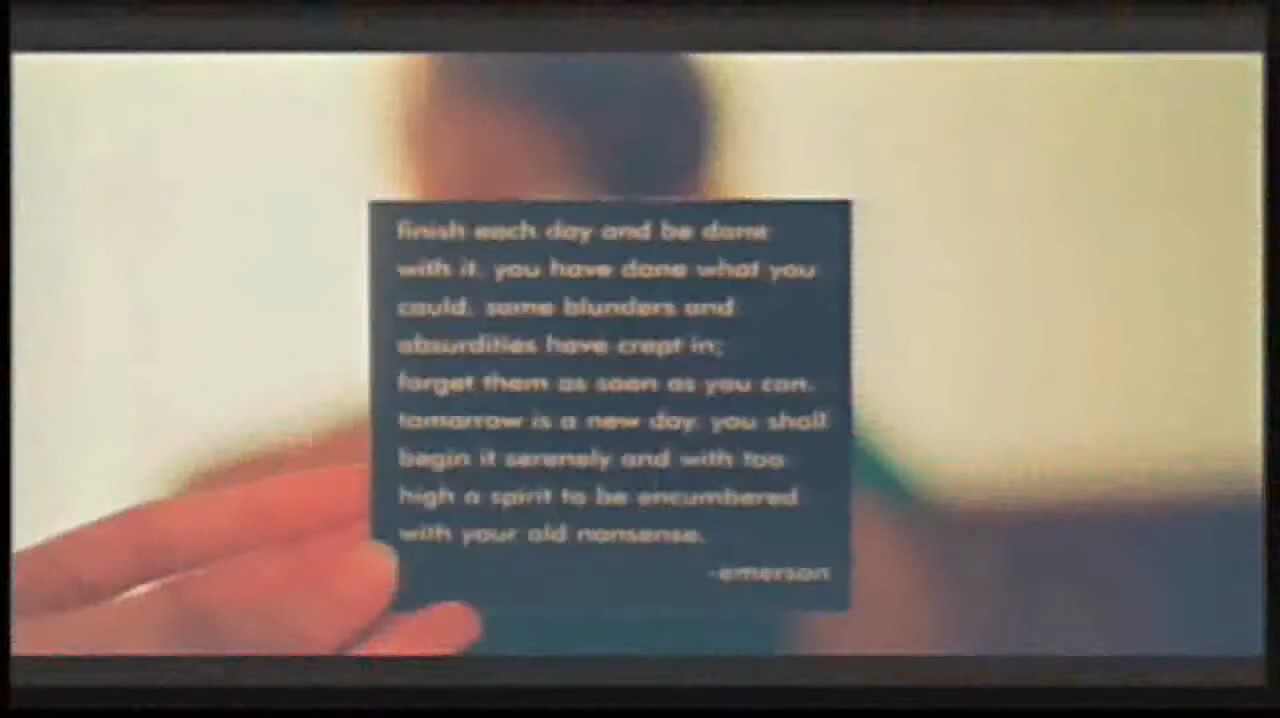 finish each day and be done
with it. you have done what you
could. some blunders and
absurdities have crept in;
forget them as soon as you can.
tomorrow is a new day. you shall
begin it serenely and with too
high a spirit to be encumbered
with your old nonsense.
-emerson